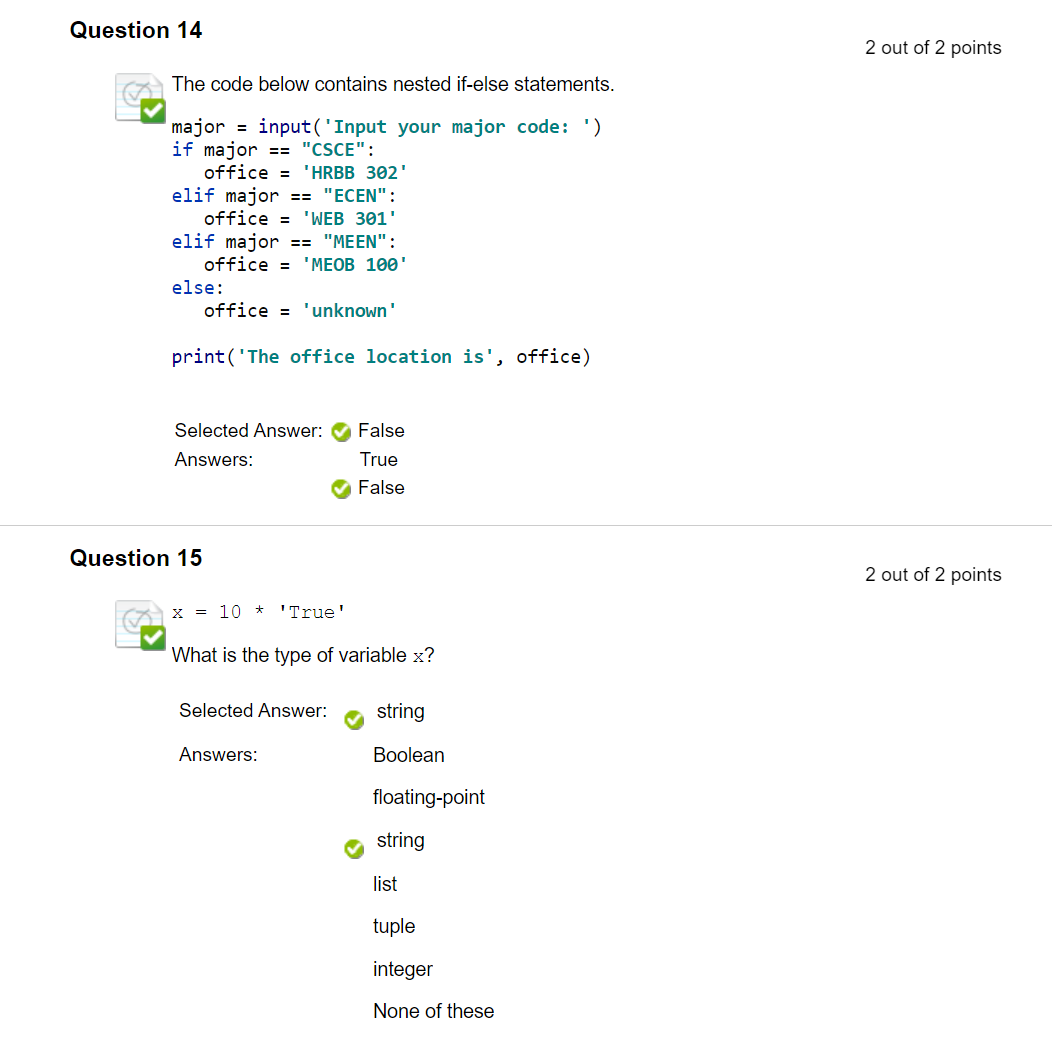 Question 14
2 out of 2 points
The code below contains nested if-else statements.
major = input('Input your major code: ')
if major == "CSCE":
   office = 'HRBB 302'
elif major == "ECEN":
   office = 'WEB 301'
elif major == "MEEN":
   office = 'MEOB 100'
else:
   office = 'unknown'
print('The office location is', office)
Selected Answer: False
Answers: True
False
Question 15
2 out of 2 points
x = 10 * 'True'
What is the type of variable x?
Selected Answer: string
Answers: Boolean
floating-point
string
list
tuple
integer
None of these